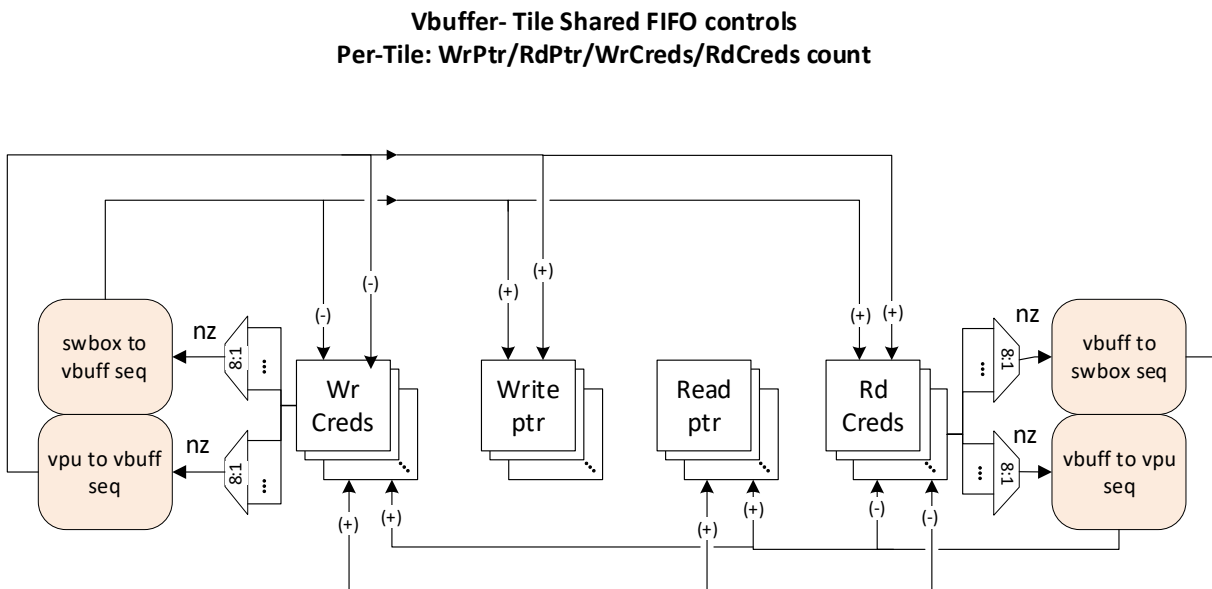 Vbuffer- Tile Shared FIFO controls
Per-Tile: WrPtr/RdPtr/WrCreds/RdCreds count
(-)
(+)
(-)
(+)
(+)
(+)
swbox to
vbuff seq
nz
8:1
...
Wr
Creds
...
Write
ptr
...
Read
ptr
...
Rd
Creds
...
...
8:1
nz
vbuff to
swbox seq
vpu to vbuff
seq
nz
8:1
...
...
8:1
nz
vbuff to vpu
seq
(+)
(+)
(+)
(+)
(-)
(-)